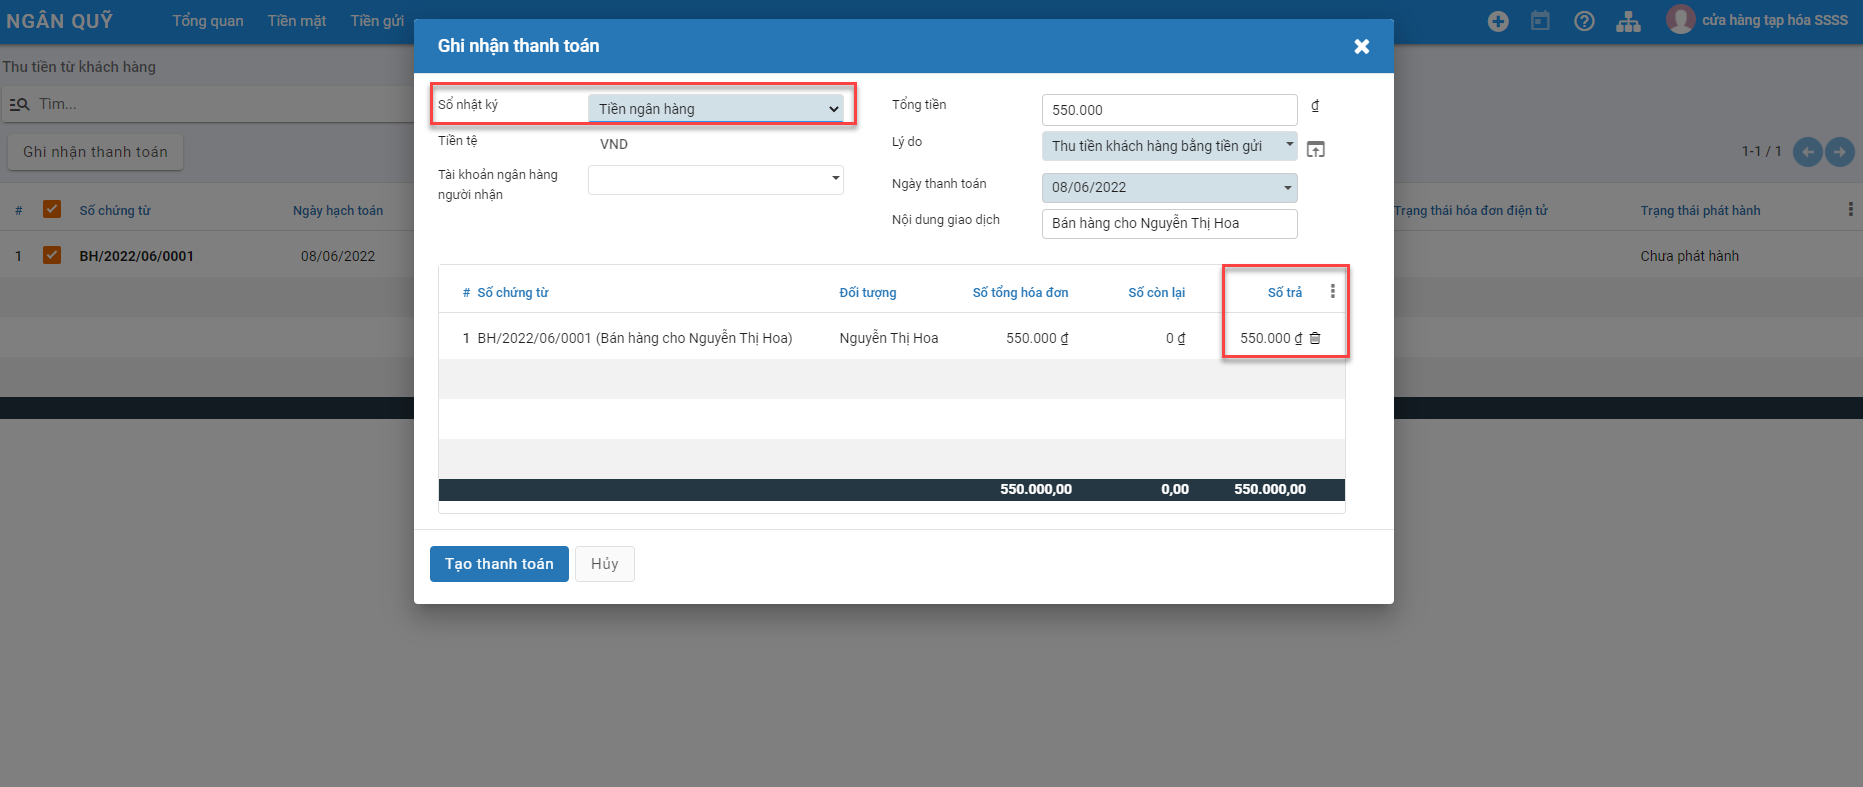 NGÂN QUỸ Tổng quan Tiền mặt Tiền gửi cửa hàng tạp hóa SSSS
Thu tiền từ khách hàng
Tìm...
Ghi nhận thanh toán
1-1 / 1
# Số chứng từ Ngày hạch toán Trạng thái hóa đơn điện tử Trạng thái phát hành
1 BH/2022/06/0001 08/06/2022 Chưa phát hành
Ghi nhận thanh toán
Sổ nhật ký Tiền ngân hàng
Tiền tệ VND
Tài khoản ngân hàng
người nhận
Tổng tiền 550.000 ₫
Lý do Thu tiền khách hàng bằng tiền gửi
Ngày thanh toán 08/06/2022
Nội dung giao dịch Bán hàng cho Nguyễn Thị Hoa
# Số chứng từ Đối tượng Số tổng hóa đơn Số còn lại Số trả
1 BH/2022/06/0001 (Bán hàng cho Nguyễn Thị Hoa) Nguyễn Thị Hoa 550.000 ₫ 0 ₫ 550.000 ₫
550.000,00 0,00 550.000,00
Tạo thanh toán Hủy